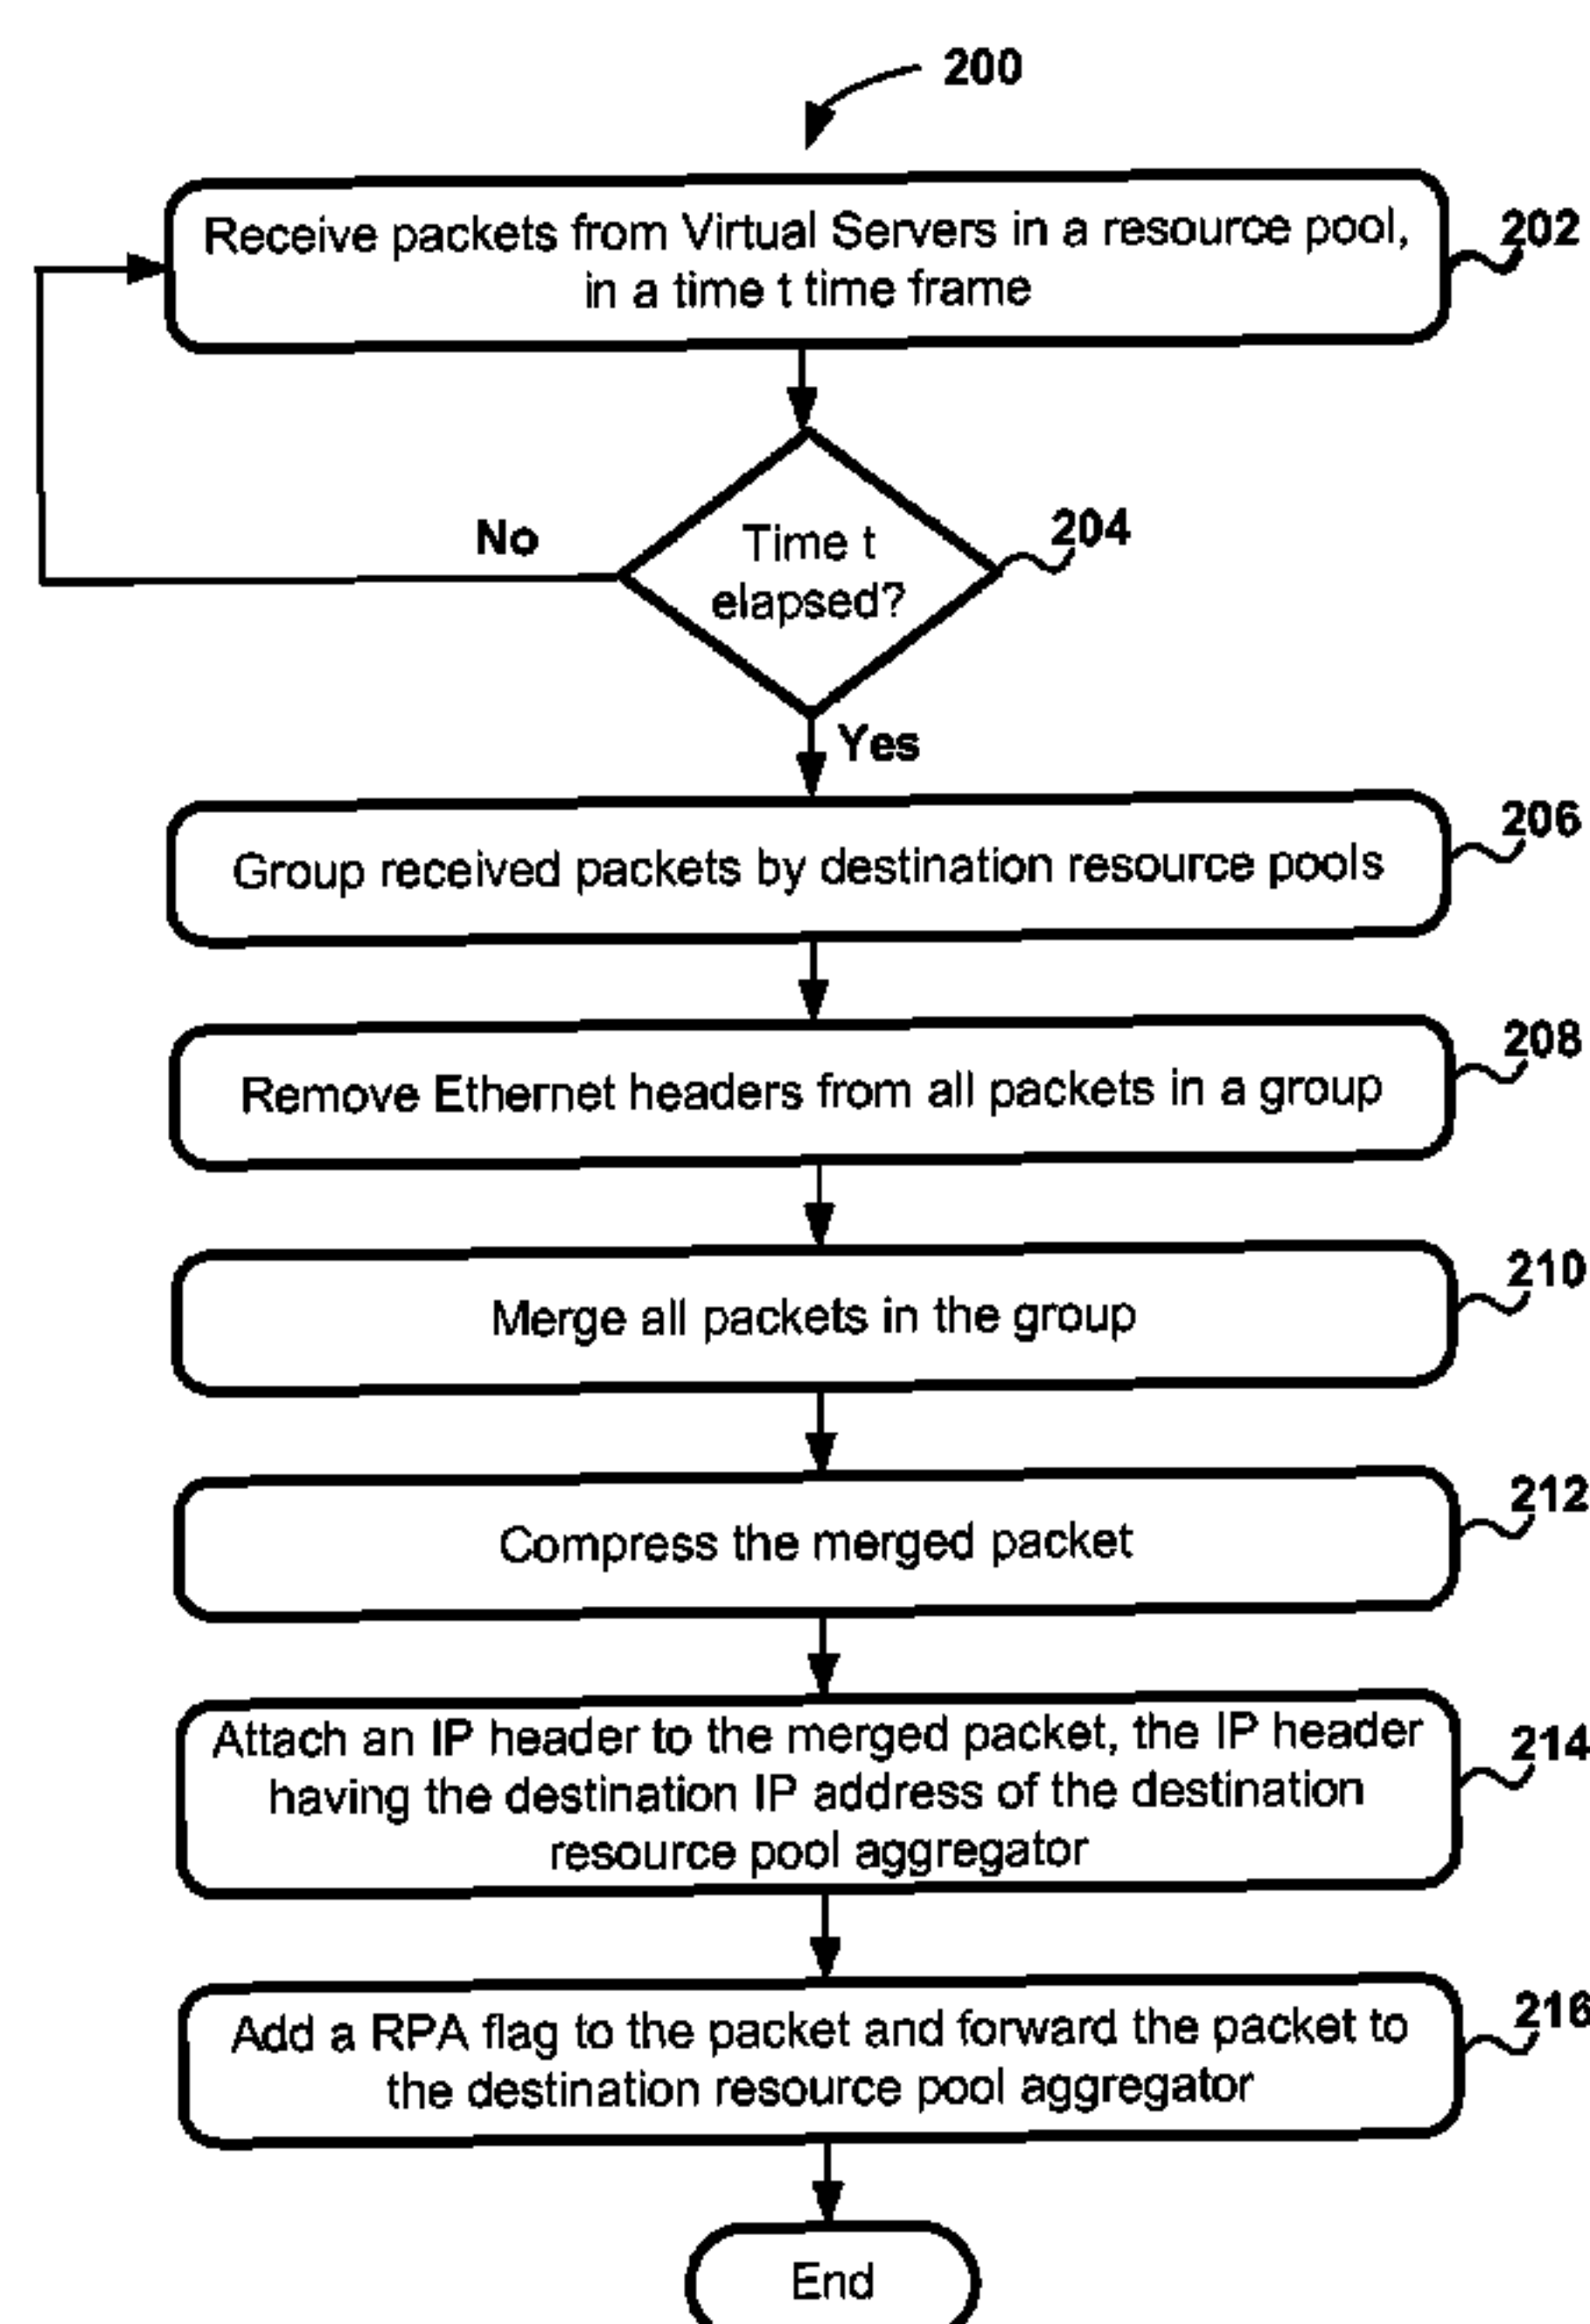 200
Receive packets from Virtual Servers in a resource pool,
in a time t time frame
202
Time t
elapsed?
204
No
Yes
Group received packets by destination resource pools
206
Remove Ethernet headers from all packets in a group
208
Merge all packets in the group
210
Compress the merged packet
212
Attach an IP header to the merged packet, the IP header
having the destination IP address of the destination
resource pool aggregator
214
Add a RPA flag to the packet and forward the packet to
the destination resource pool aggregator
216
End